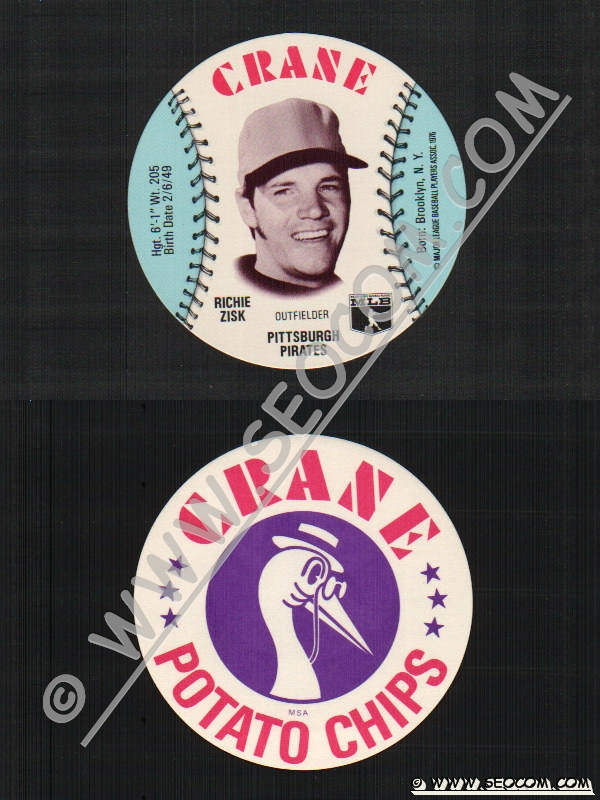 CRANE
Hgt. 6'-1" Wt. 205
Birth Date 2/6/49
Born: Brooklyn, N. Y.
© MAJOR LEAGUE BASEBALL PLAYERS ASSOC. 1976
RICHIE
ZISK
OUTFIELDER
PITTSBURGH
PIRATES
MLB
CRANE
MSA
POTATO CHIPS
© WWW.SEOCOM.COM
© WWW.SEOCOM.COM